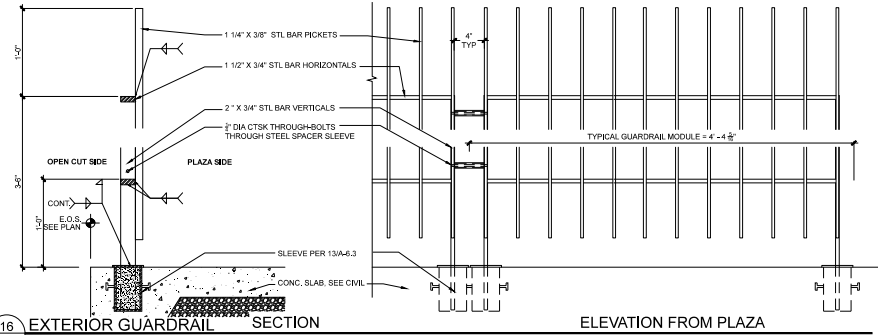 1 1/4" X 3/8" STL BAR PICKETS
4"
TYP
1'-0"
1 1/2" X 3/4" STL BAR HORIZONTALS
2 " X 3/4" STL BAR VERTICALS
DIA CTSK THROUGH-BOLTS
THROUGH STEEL SPACER SLEEVE
TYPICAL GUARDRAIL MODULE = 4' - 4
OPEN CUT SIDE
PLAZA SIDE
3'-6"
CONT.
1'-0"
E.O.S.
SEE PLAN
SLEEVE PER 13/A-6.3
CONC. SLAB, SEE CIVIL
16 EXTERIOR GUARDRAIL SECTION ELEVATION FROM PLAZA